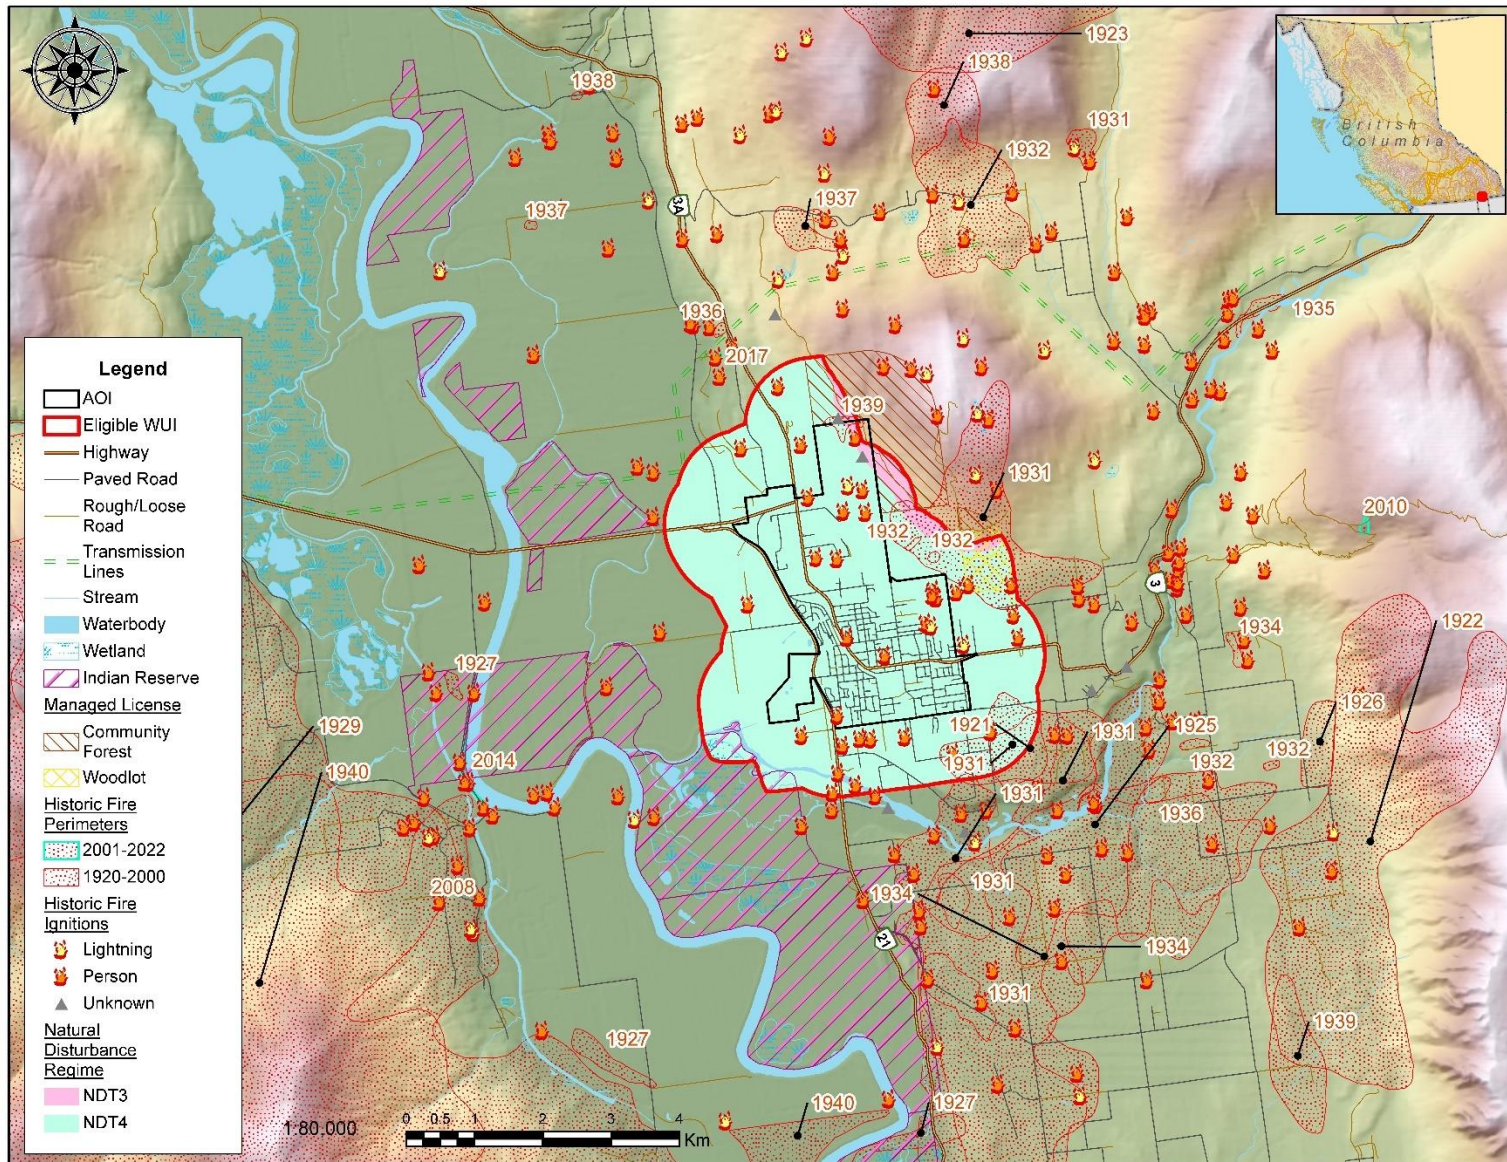 1923
1938
1938
1931
British
Columbia
1932
1937
1937
3A
1936
1935
2017
Legend
AOI
Eligible WUI
Highway
Paved Road
Rough/Loose
Road
Transmission
Lines
Stream
Waterbody
Wetland
Indian Reserve
Managed License
Community
Forest
Woodlot
Historic Fire
Perimeters
2001-2022
1920-2000
Historic Fire
Ignitions
Lightning
Person
Unknown
Natural
Disturbance
Regime
NDT3
NDT4
1939
1931
2010
1932
1932
3
1934
1922
1927
1926
1929
1921
1931
1925
1932
1940
2014
1931
1932
1931
1936
2008
1934
1931
21
1934
1931
1927
1939
1940
1927
1:80,000
0 0.5 1 2 3 4
Km